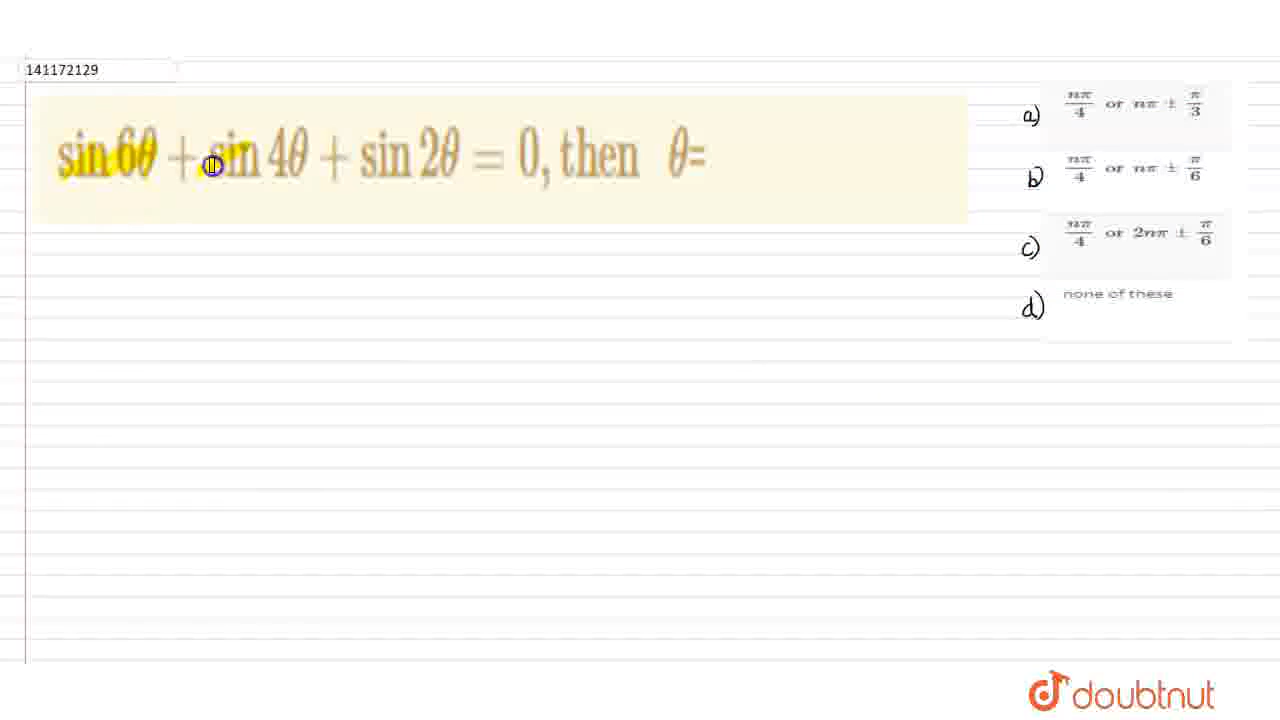 141172129
sin 6θ + sin 4θ + sin 2θ = 0, then θ=
a) nπ/4 or nπ ± π/3
b) nπ/4 or nπ ± π/6
c) nπ/4 or 2nπ ± π/6
d) none of these
doubtnut